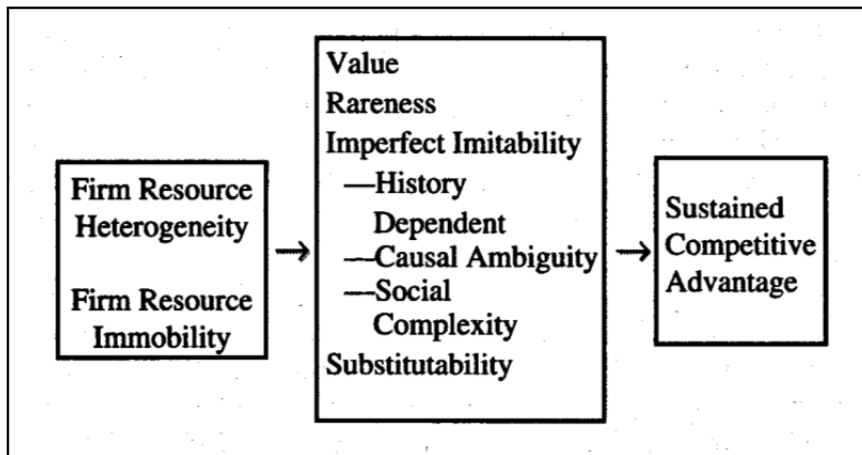 Firm Resource
Heterogeneity
Firm Resource
Immobility
Value
Rareness
Imperfect Imitability
—History
Dependent
—Causal Ambiguity
—Social
Complexity
Substitutability
Sustained
Competitive
Advantage